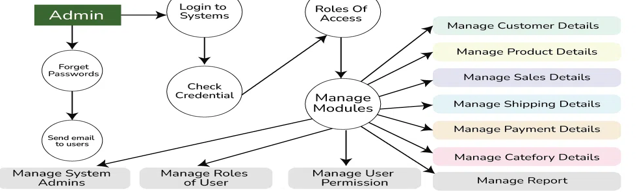 Admin
Login to
Systems
Roles Of
Access
Forget
Passwords
Check
Credential
Send email
to users
Manage
Modules
Manage Customer Details
Manage Product Details
Manage Sales Details
Manage Shipping Details
Manage Payment Details
Manage Catefory Details
Manage Report
Manage System
Admins
Manage Roles
of User
Manage User
Permission